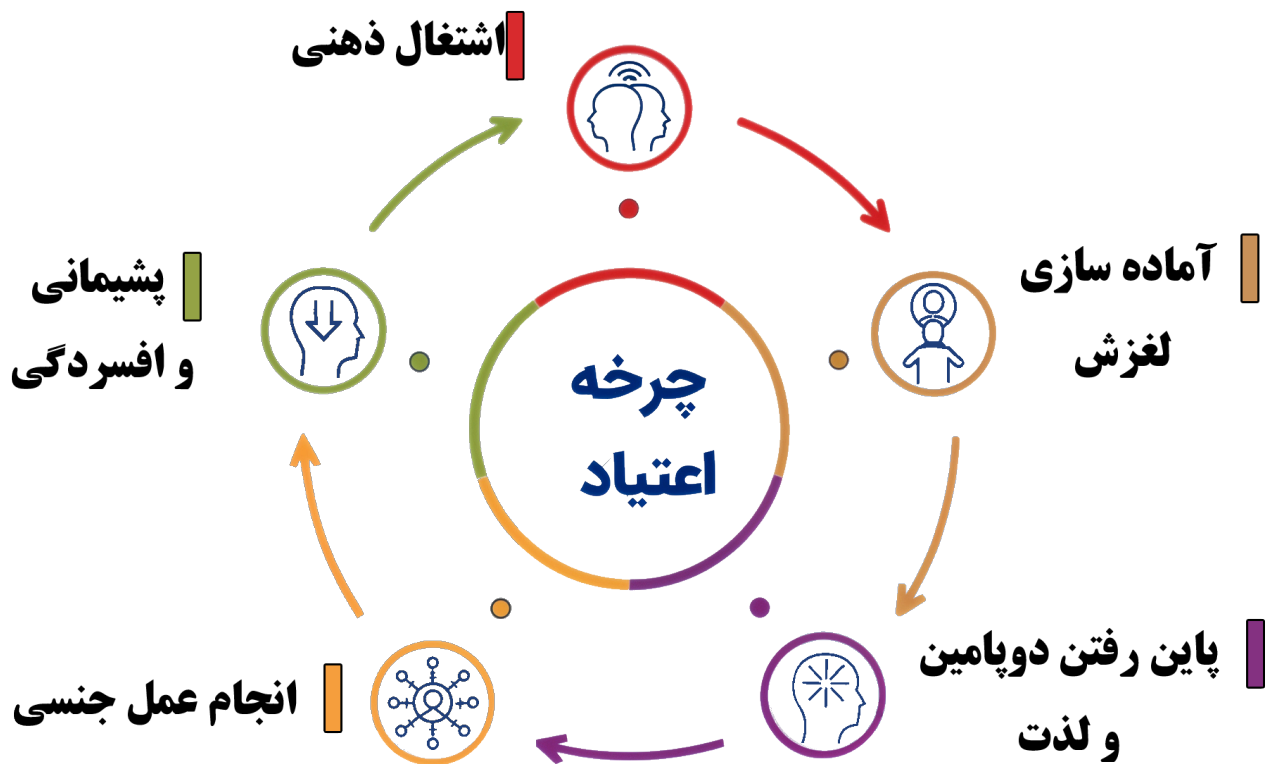 اشتغال ذهنی
آماده سازی
لغزش
پاین رفتن دوپامین
و لذت
انجام عمل جنسی
پشیمانی
و افسردگی
چرخه
اعتیاد